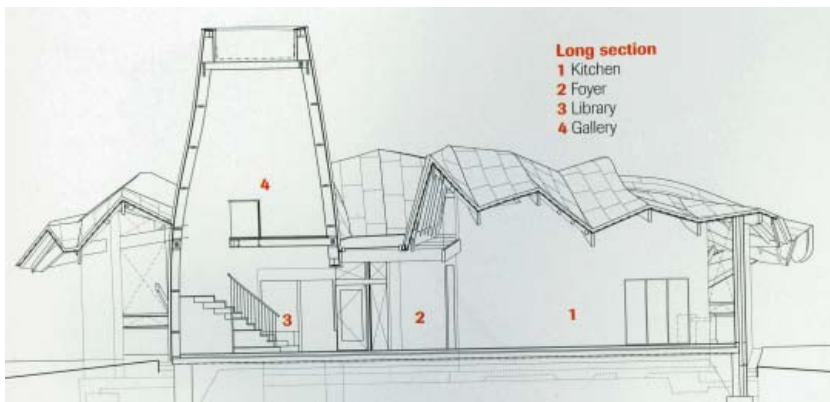 Long section
1 Kitchen
2 Foyer
3 Library
4 Gallery
4
3
2
1